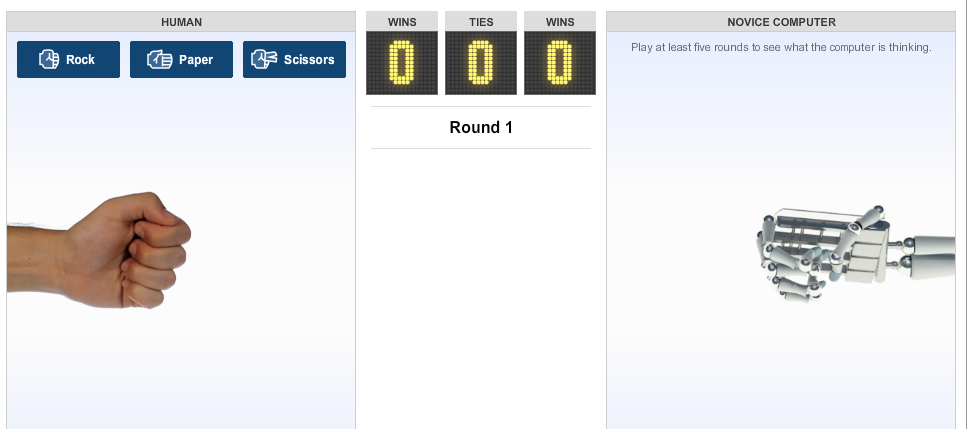 HUMAN
Rock
Paper
Scissors
WINS
TIES
WINS
0
0
0
Round 1
NOVICE COMPUTER
Play at least five rounds to see what the computer is thinking.